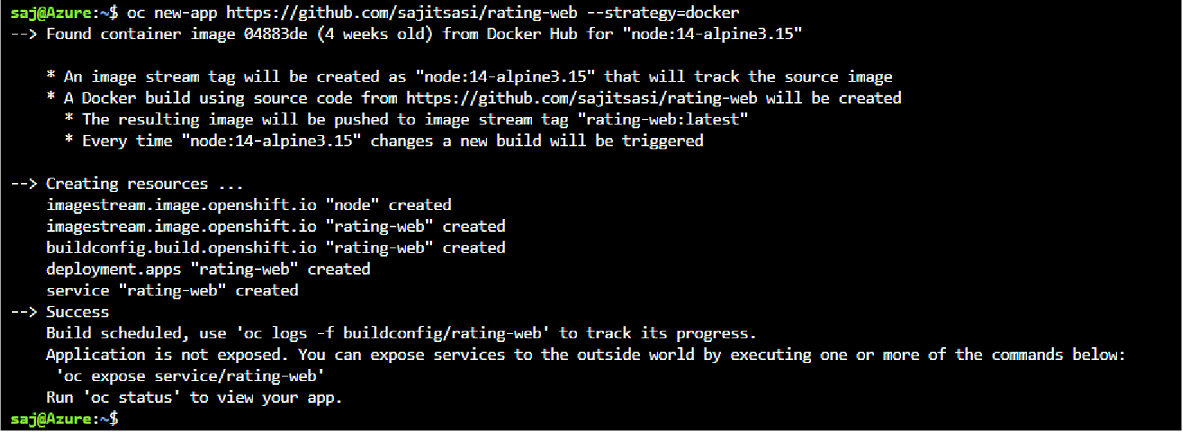 saj@Azure:~$ oc new-app https://github.com/sajitsasi/rating-web --strategy=docker
--> Found container image 04883de (4 weeks old) from Docker Hub for "node:14-alpine3.15"
* An image stream tag will be created as "node:14-alpine3.15" that will track the source image
* A Docker build using source code from https://github.com/sajitsasi/rating-web will be created
* The resulting image will be pushed to image stream tag "rating-web:latest"
* Every time "node:14-alpine3.15" changes a new build will be triggered
--> Creating resources ...
imagestream.image.openshift.io "node" created
imagestream.image.openshift.io "rating-web" created
buildconfig.build.openshift.io "rating-web" created
deployment.apps "rating-web" created
service "rating-web" created
--> Success
Build scheduled, use 'oc logs -f buildconfig/rating-web' to track its progress.
Application is not exposed. You can expose services to the outside world by executing one or more of the commands below:
'oc expose service/rating-web'
Run 'oc status' to view your app.
saj@Azure:~$